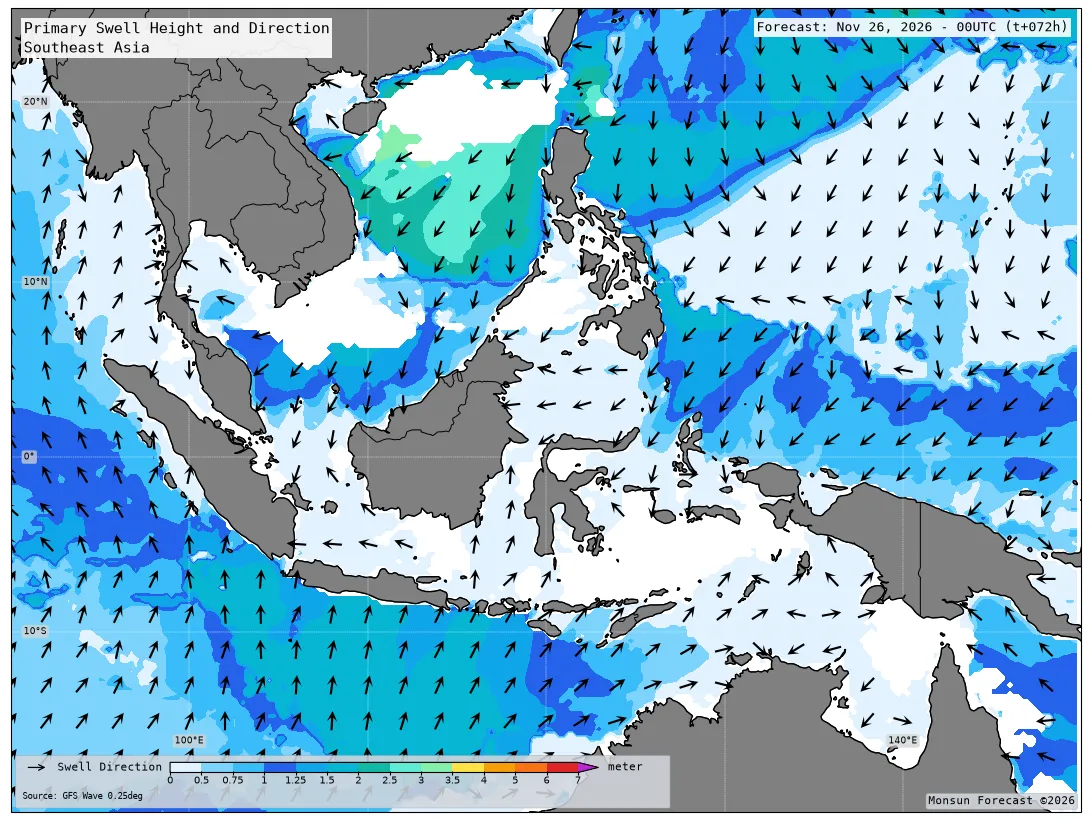 Primary Swell Height and Direction
Southeast Asia
Forecast: Nov 26, 2026 - 00UTC (t+072h)
20°N
10°N
0°
10°S
100°E
140°E
Swell Direction
meter
0 0.5 0.75 1 1.25 1.5 2 2.5 3 3.5 4 5 6 7
Source: GFS Wave 0.25deg
Monsun Forecast ©2026